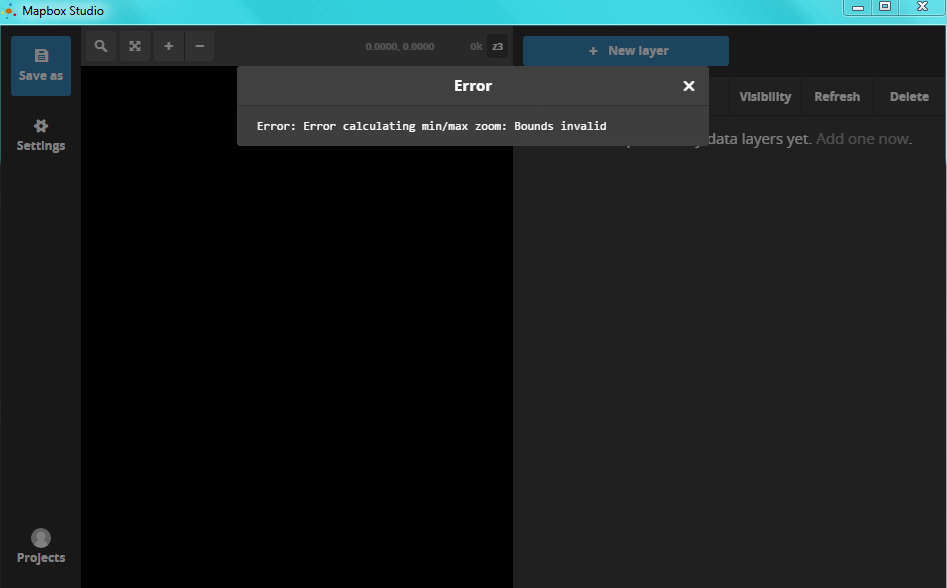 Mapbox Studio
Save as
0.0000, 0.0000 0k z3
New layer
Error
Error: Error calculating min/max zoom: Bounds invalid
Visibility Refresh Delete
data layers yet. Add one now.
Settings
Projects